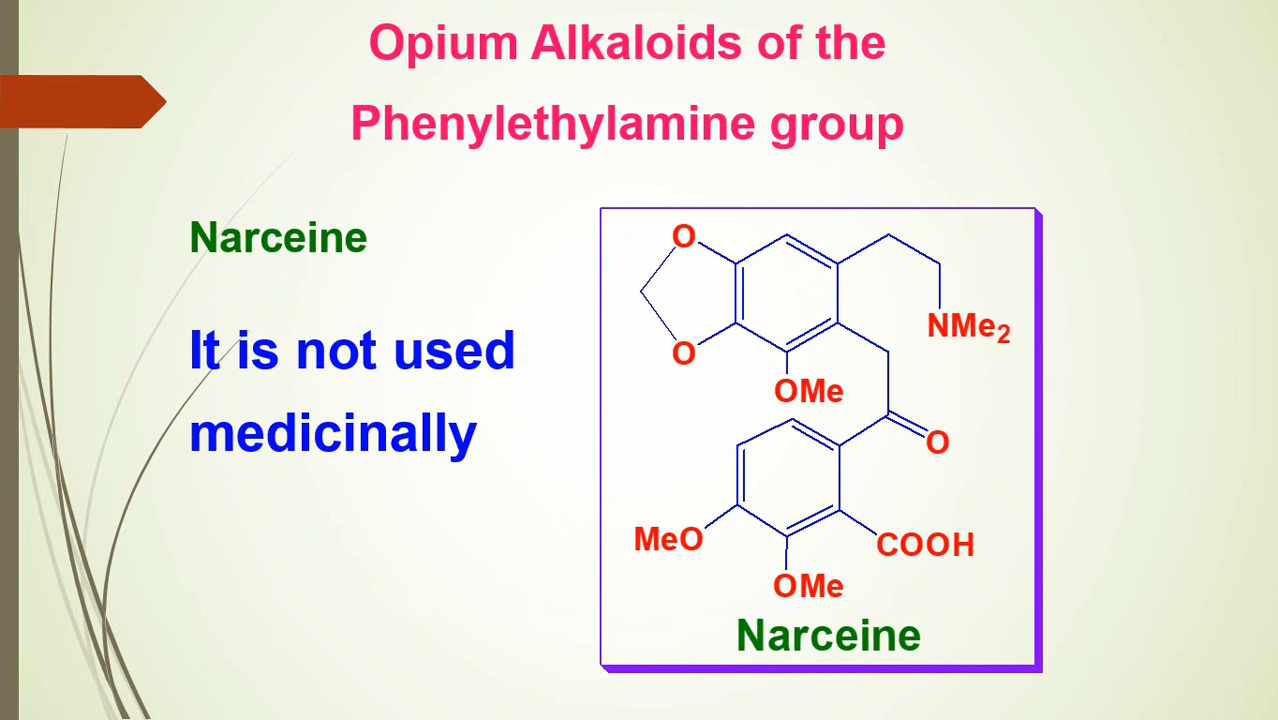 Opium Alkaloids of the
Phenylethylamine group
Narceine
It is not used
medicinally
O
NMe2
O
OMe
O
MeO
COOH
OMe
Narceine